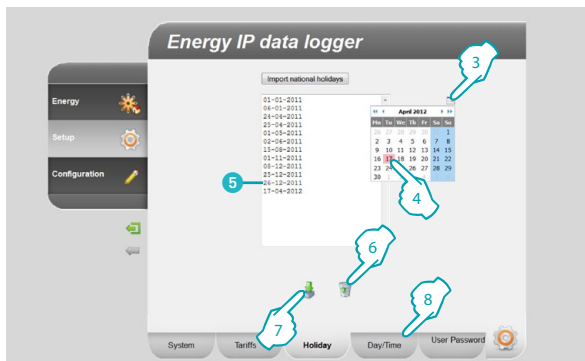 Energy IP data logger
3
Import national holidays
01-01-2011
06-01-2011
24-04-2011
25-04-2011
01-05-2011
02-06-2011
15-08-2011
01-11-2011
08-12-2011
25-12-2011
26-12-2011
17-04-2012
April 2012
Mo Tu We Th Fr Sa Su
26 27 28 29 30 1
2 3 4 5 6 7 8
9 10 11 12 13 14 15
16 17 18 19 20 21 22
23 24 26 27 28 29
30
Energy
Setup
Configuration
5
4
6
7
8
System
Tariffs
Holiday
Day/Time
User Password